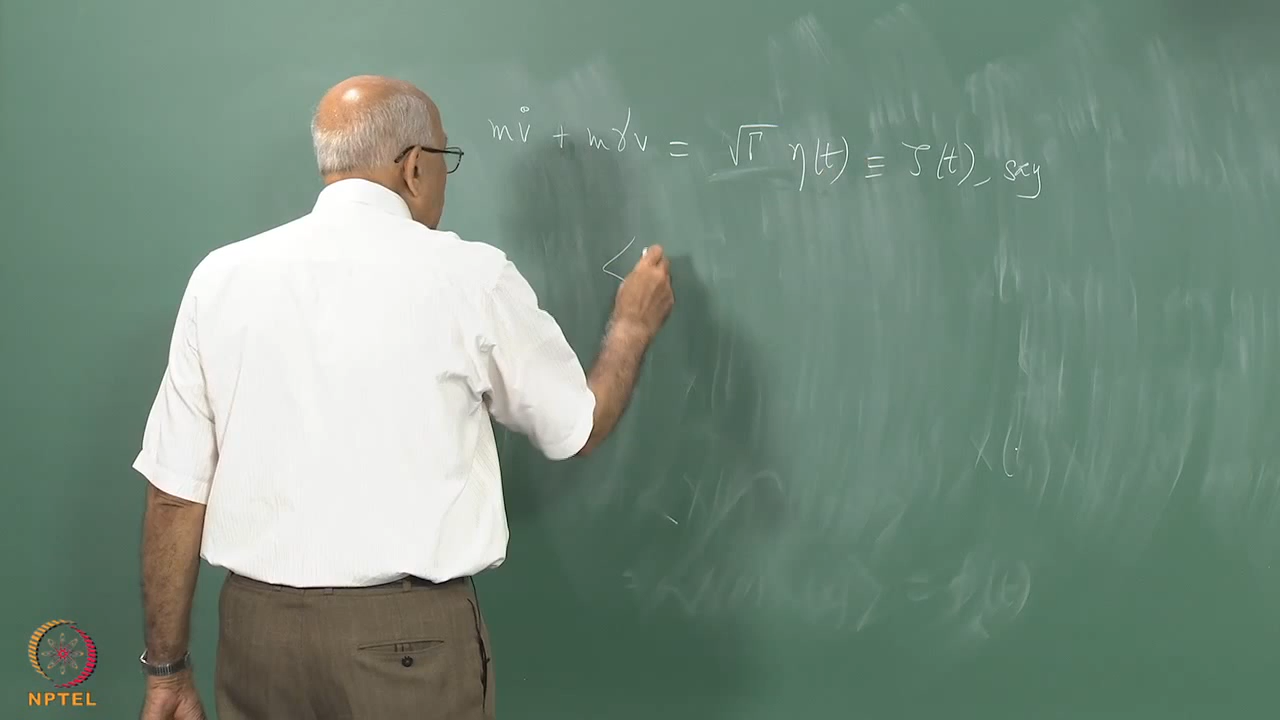 mv̇ + mγv = √Γ η(t) ≡ ζ(t), say
<
x(
NPTEL